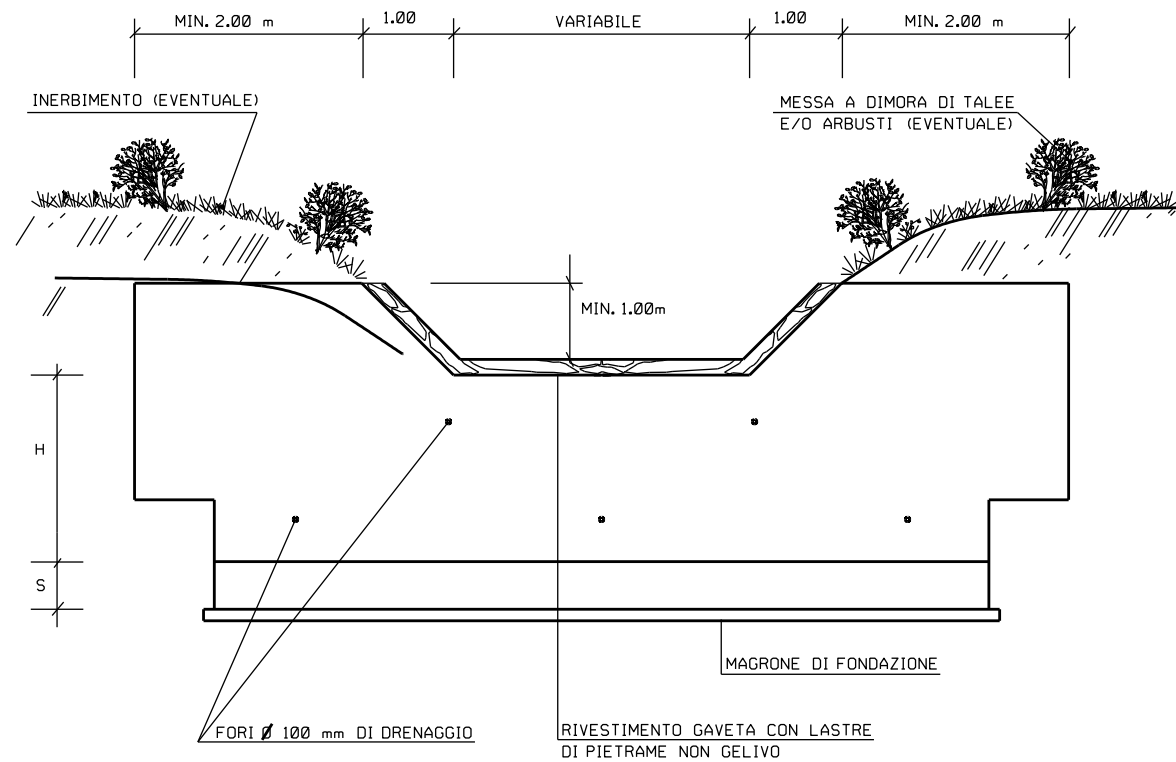 MIN. 2.00 m
1.00
VARIABILE
1.00
MIN. 2.00 m
INERBIMENTO (EVENTUALE)
MESSA A DIMORA DI TALEE
E/O ARBUSTI (EVENTUALE)
MIN. 1.00m
H
S
MAGRONE DI FONDAZIONE
FORI Ø 100 mm DI DRENAGGIO
RIVESTIMENTO GAVETA CON LASTRE
DI PIETRAME NON GELIVO